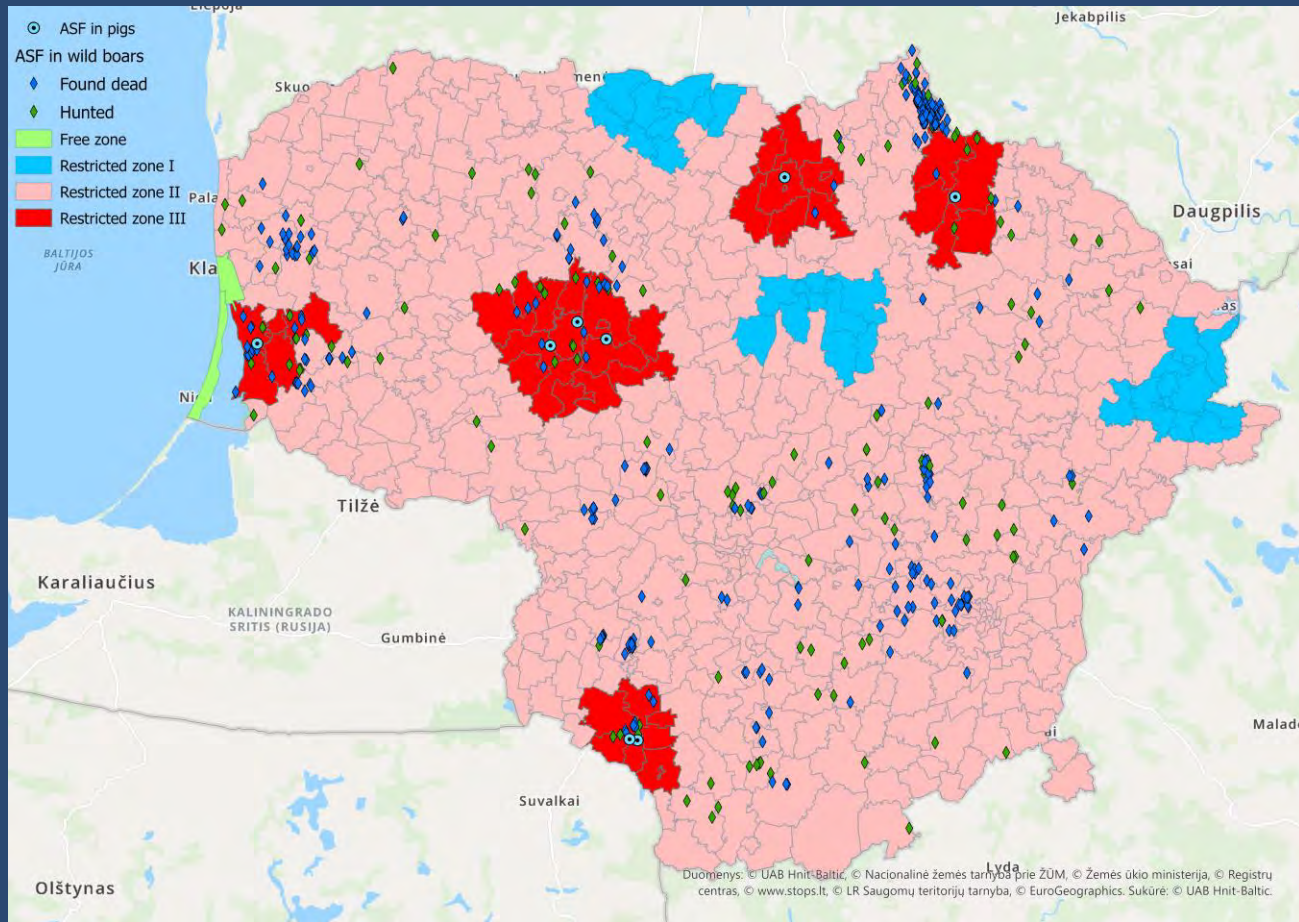 Liepoja
ASF in pigs
ASF in wild boars
Found dead
Hunted
Free zone
Restricted zone I
Restricted zone II
Restricted zone III
Jekabpilis
Skuo
Pala
Daugpilis
BALTIJOS
JŪRA
Kla
Tilžė
Karaliaučius
KALININGRADO
SRITIS (RUSIJA)
Gumbinė
Suvalkai
Malad
Lyda
Olštynas
Duomenys: © UAB Hnit-Baltic, © Nacionalinė žemės tarnyba prie ŽŪM, © Žemės ūkio ministerija, © Registrų
centras, © www.stops.lt, © LR Saugomų teritorijų tarnyba, © EuroGeographics. Sukūrė: © UAB Hnit-Baltic.